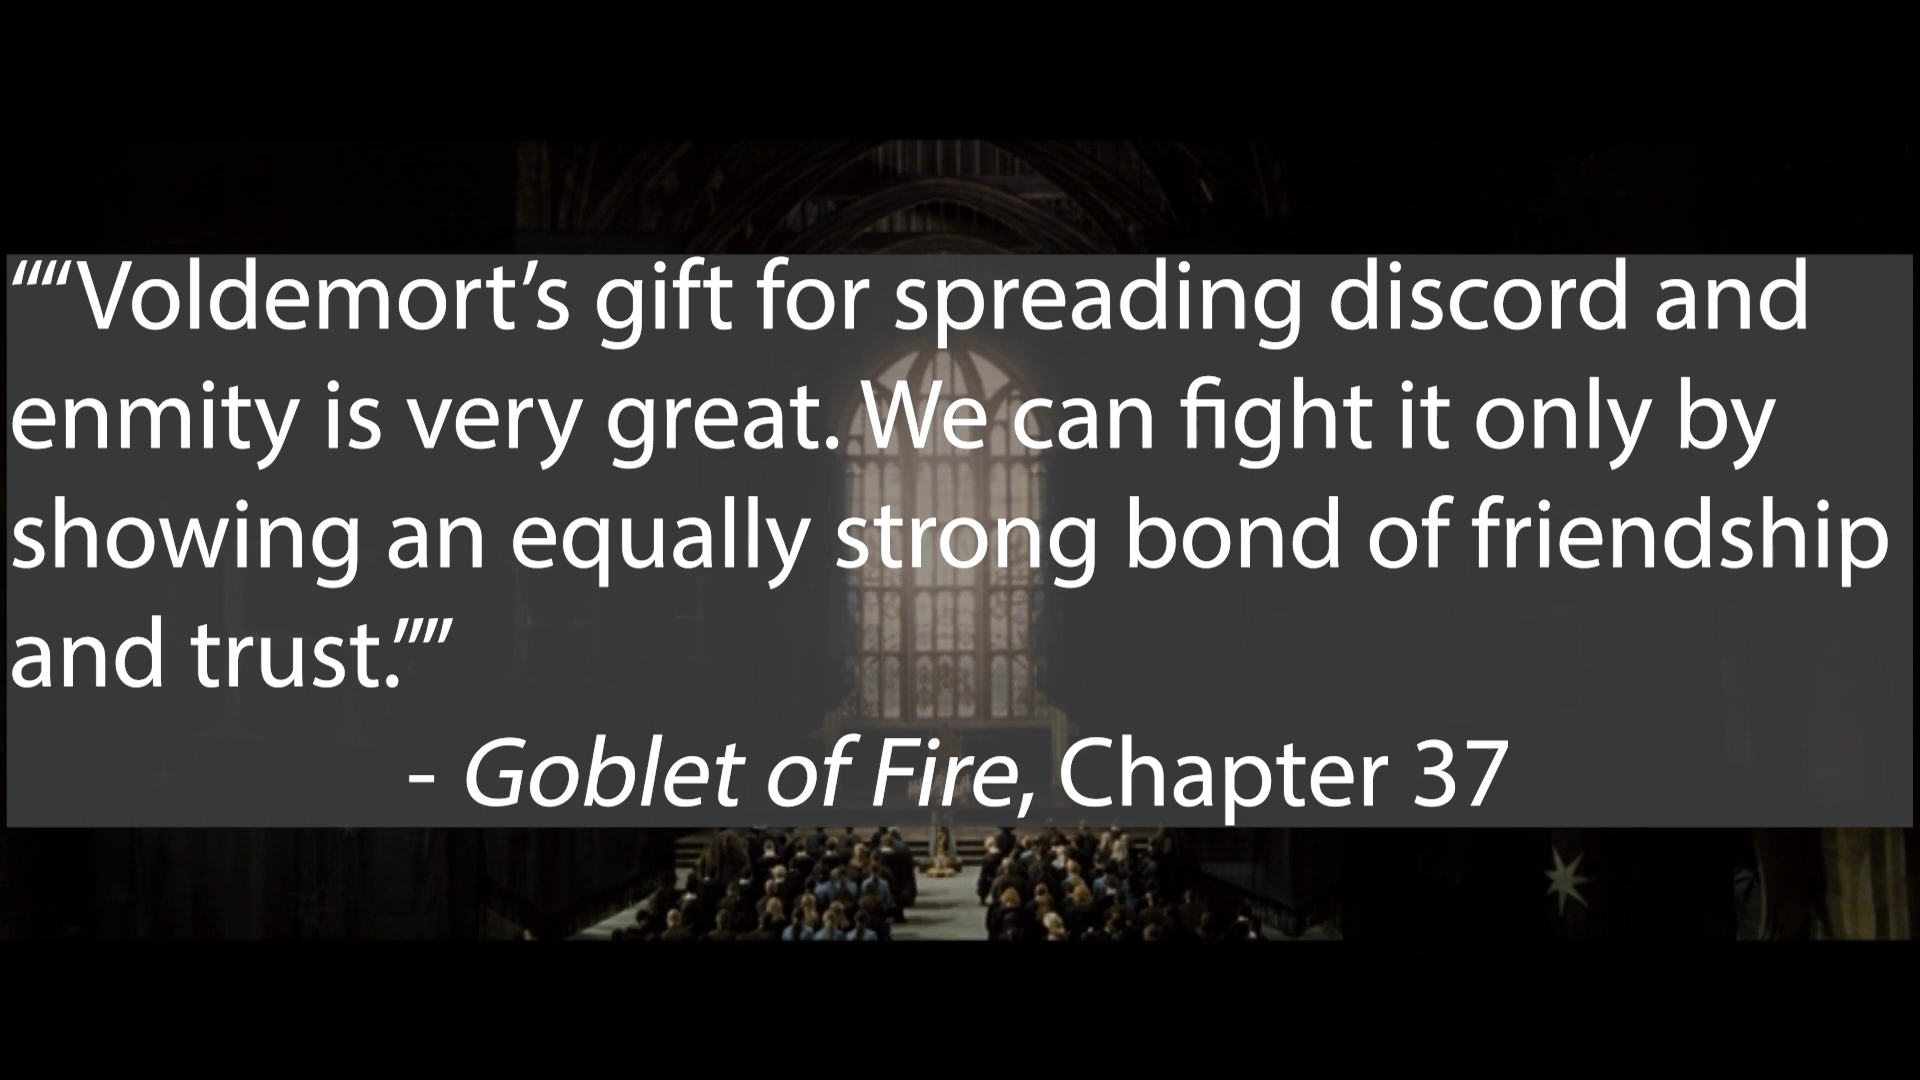 ““Voldemort’s gift for spreading discord and
enmity is very great. We can fight it only by
showing an equally strong bond of friendship
and trust.””
- Goblet of Fire, Chapter 37